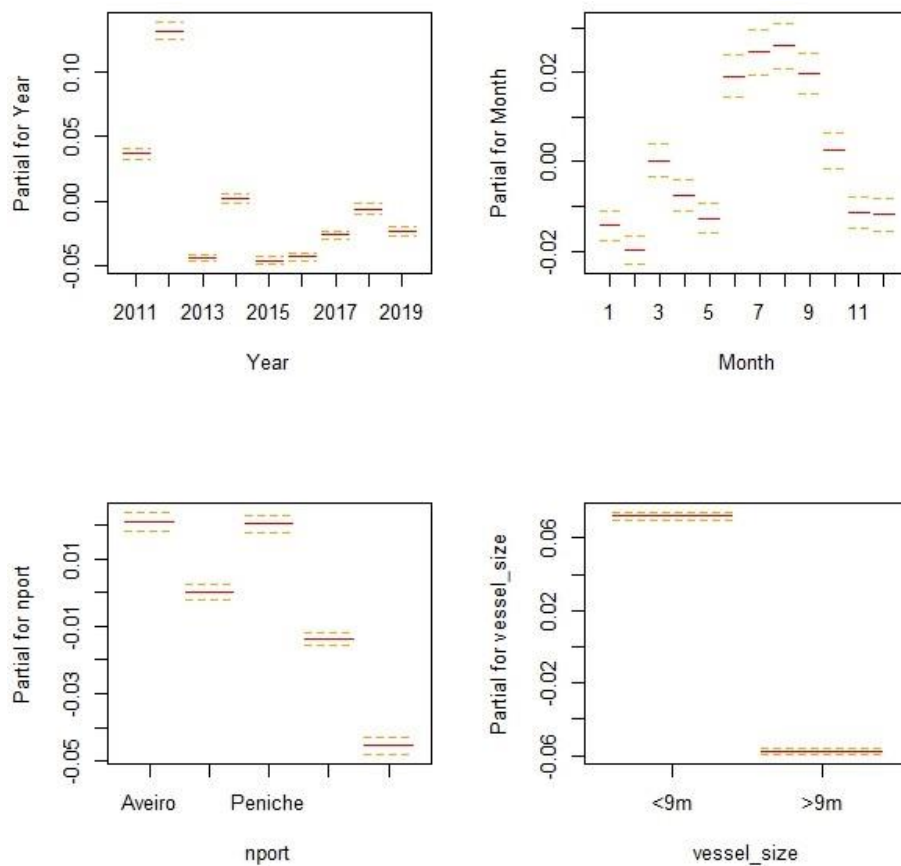 Partial for Year
0.10
0.05
0.00
-0.05
2011 2013 2015 2017 2019
Year
Partial for Month
0.02
0.00
-0.02
1 3 5 7 9 11
Month
Partial for nport
0.01
-0.01
-0.03
-0.05
Aveiro Peniche
nport
Partial for vessel_size
0.06
0.02
-0.02
-0.06
<9m >9m
vessel_size